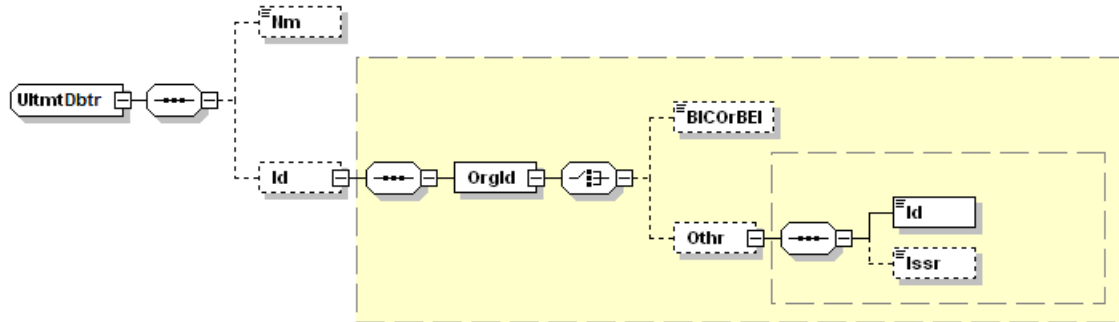 Nm
UltmtDbtr
BICOrBEI
Id
OrgId
Id
Othr
Issr